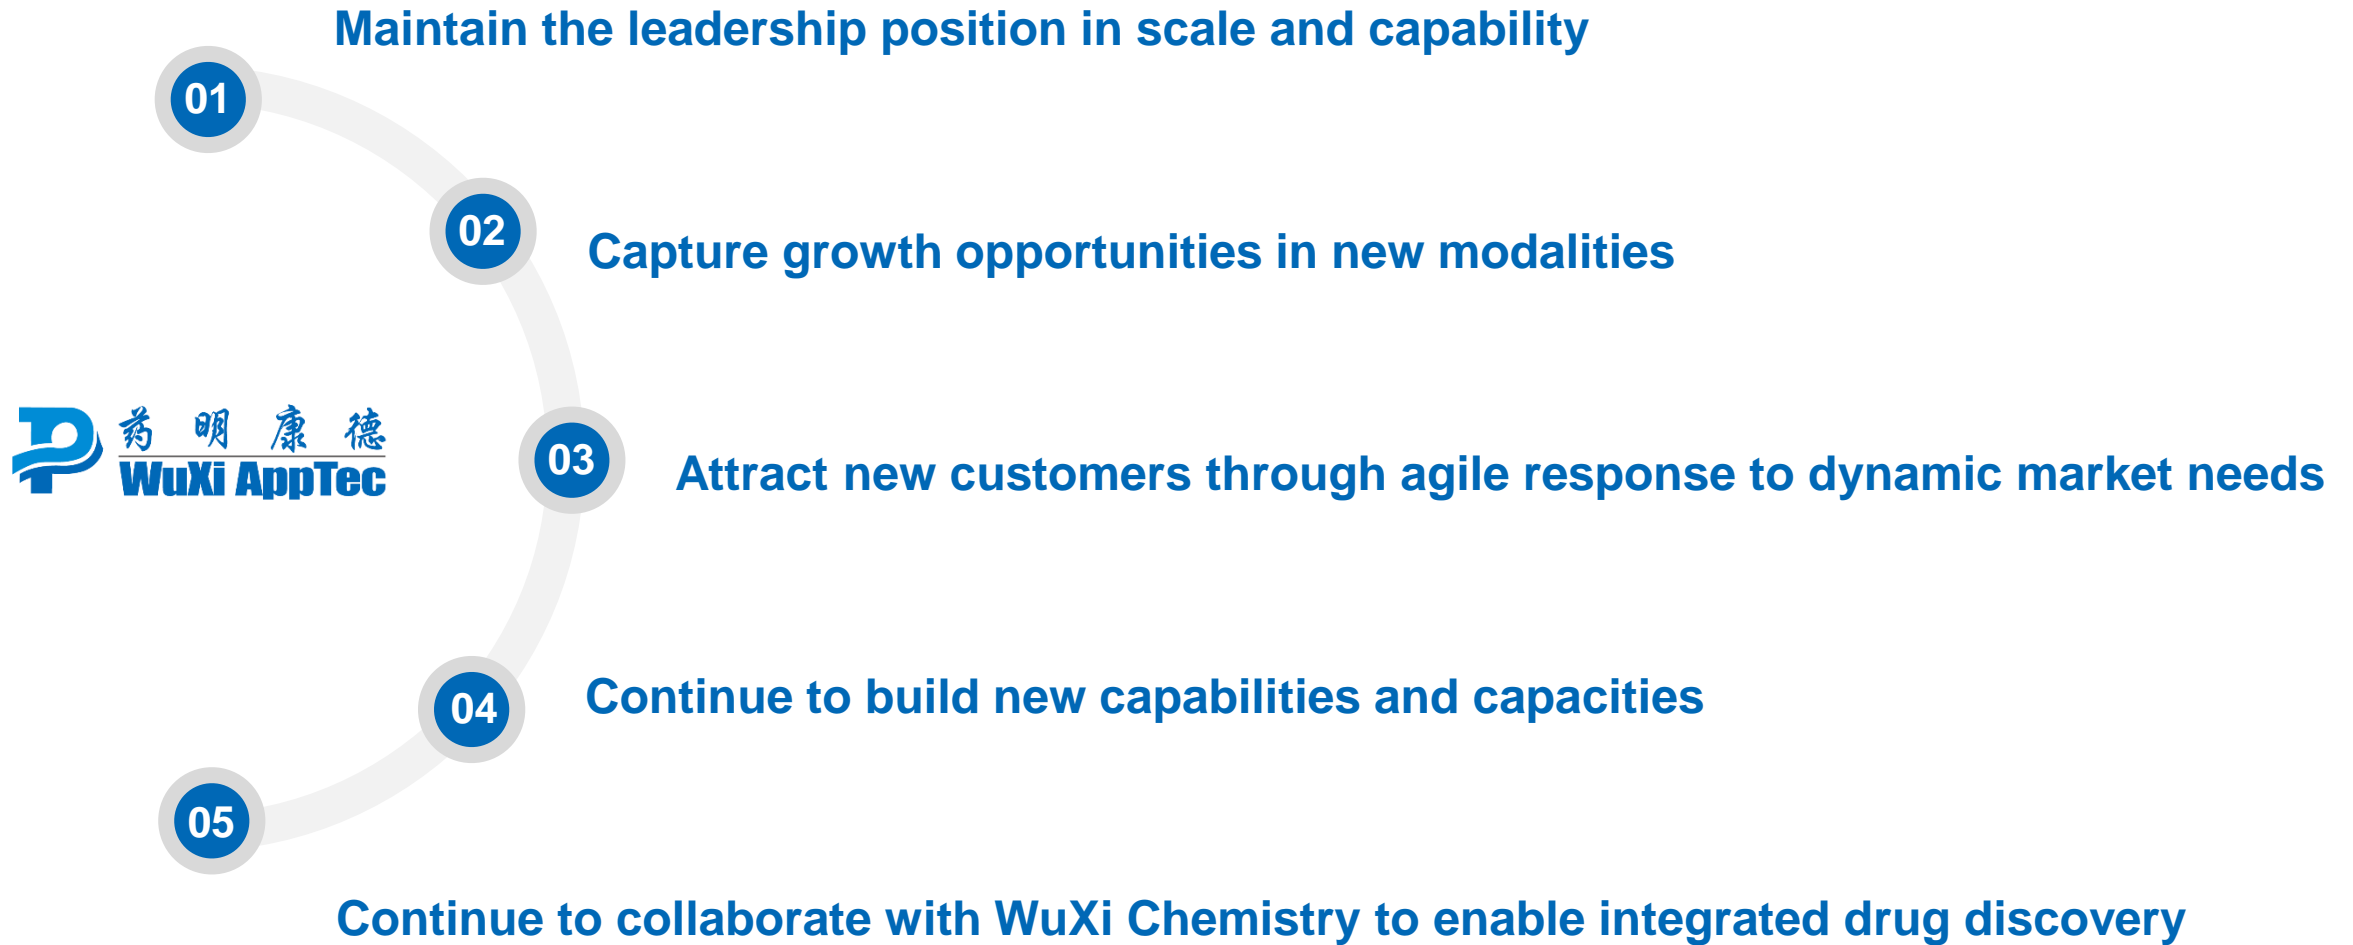 Maintain the leadership position in scale and capability
01
02
Capture growth opportunities in new modalities
药明康德
WuXi AppTec
03
Attract new customers through agile response to dynamic market needs
04
Continue to build new capabilities and capacities
05
Continue to collaborate with WuXi Chemistry to enable integrated drug discovery